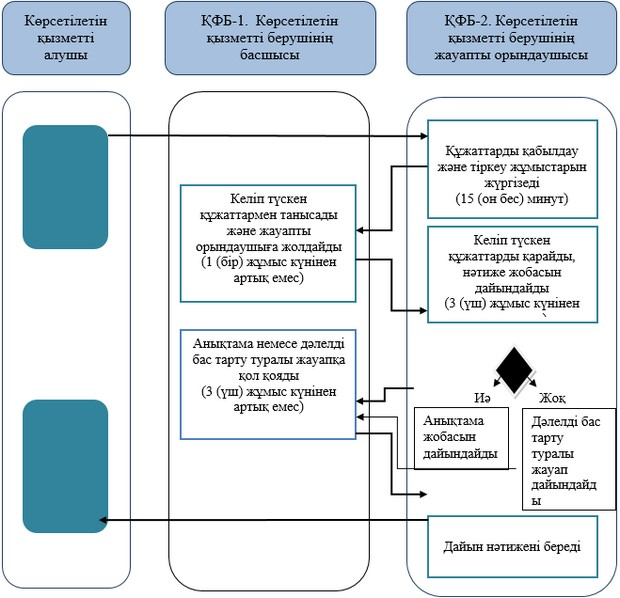 Көрсетілетін
қызметті
алушы
ҚФБ-1. Көрсетілетін
қызметті берушінің
басшысы
ҚФБ-2. Көрсетілетін
қызметті берушінің
жауапты орындаушысы
Құжаттарды қабылдау
және тіркеу жұмыстарын
жүргізеді
(15 (он бес) минут)
Келіп түскен
құжаттармен танысады
және жауапты
орындаушыға жолдайды
(1 (бір) жұмыс күнінен
артық емес)
Келіп түскен
құжаттарды қарайды,
нәтиже жобасын
дайындайды
(3 (үш) жұмыс күнінен
Анықтама немесе дәлелді
бас тарту туралы жауапқа
қол қояды
(3 (үш) жұмыс күнінен
артық емес)
Иә
Жоқ
Анықтама
жобасын
дайындайды
Дәлелді бас
тарту
туралы
жауап
дайындайд
ы
Дайын нәтижені береді